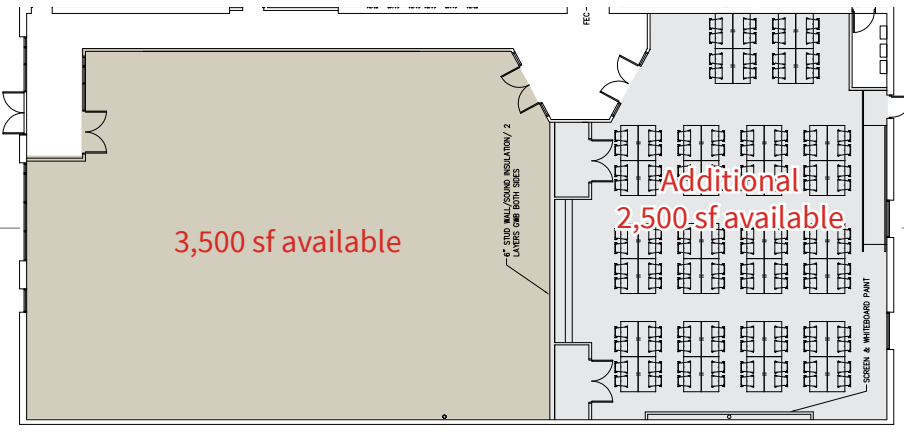 FEC
3,500 sf available
6" STUD WALL/SOUND INSULATION/ 2
LAYERS GWB BOTH SIDES
Additional
2,500 sf available
SCREEN & WHITEBOARD PAINT